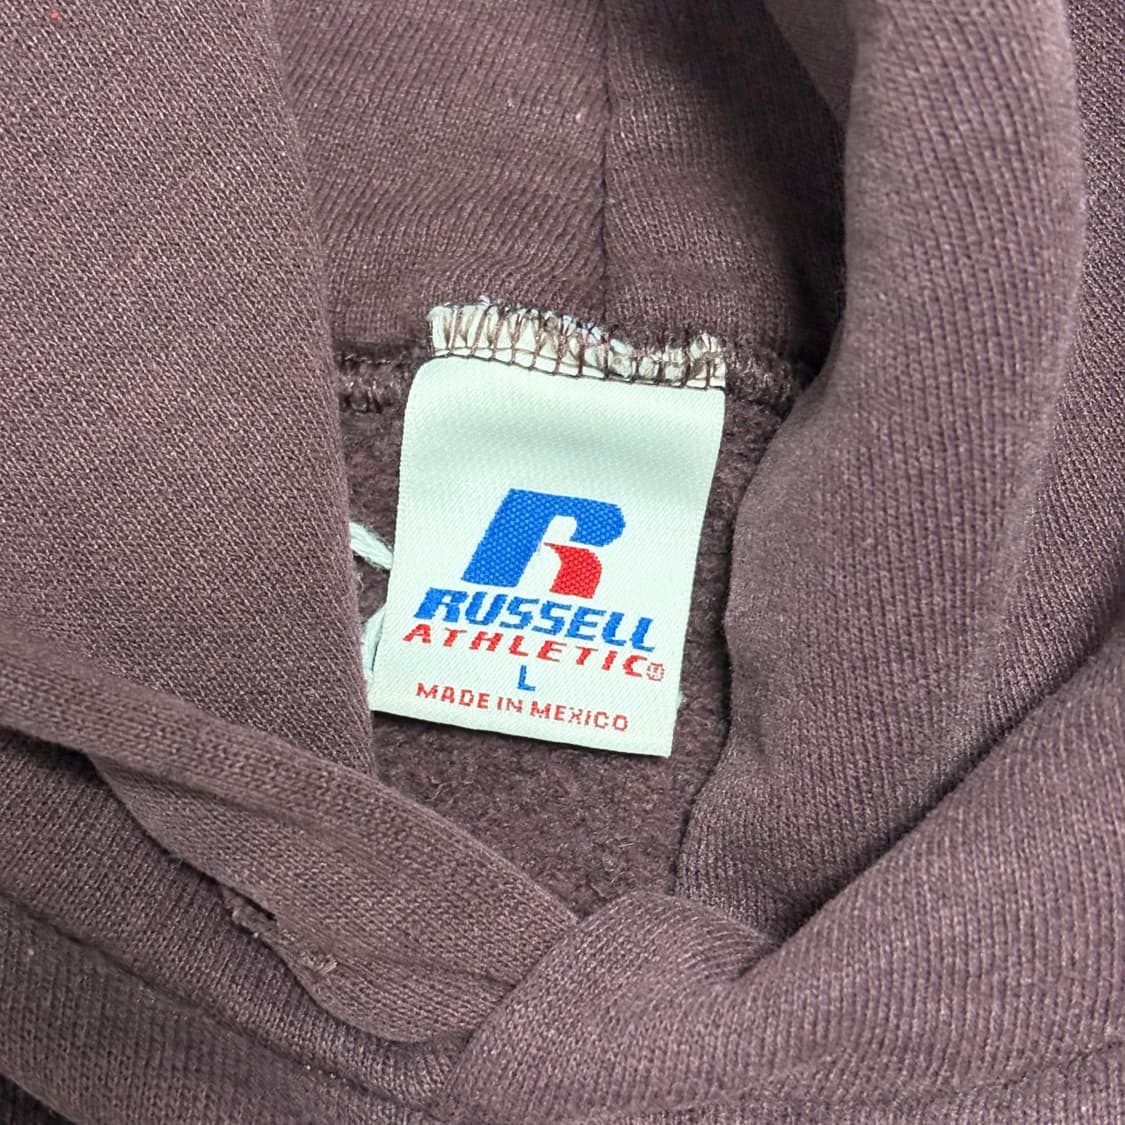 R
RUSSELL
ATHLETIC®
L
MADE IN MEXICO